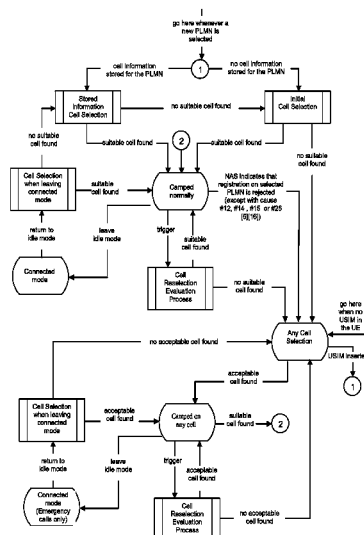 go here whenever a
new PLMN is
selected
cell information
stored for the PLMN
1
no cell information
stored for the PLMN
Stored
information
Cell Selection
no suitable cell found
Initial
Cell Selection
no suitable
cell found
suitable cell found
2
suitable cell found
no suitable
cell found
Cell Selection
when leaving
connected
mode
suitable
cell found
Camped
normally
NAS indicates that
registration on selected
PLMN is rejected
(except with cause
#12, #14, #15 or #25
[5][16])
return to
idle mode
leave
idle mode
trigger
suitable
cell found
Connected
mode
Cell
Reselection
Evaluation
Process
no suitable
cell found
go here
when no
USIM in
the UE
Any Cell
Selection
no acceptable cell found
USIM inserted
acceptable
cell found
1
Cell Selection
when leaving
connected
mode
acceptable
cell found
Camped on
any cell
suitable
cell found
2
return to
idle mode
leave
idle mode
trigger
acceptable
cell found
Connected
mode
(Emergency
calls only)
Cell
Reselection
Evaluation
Process
no acceptable
cell found